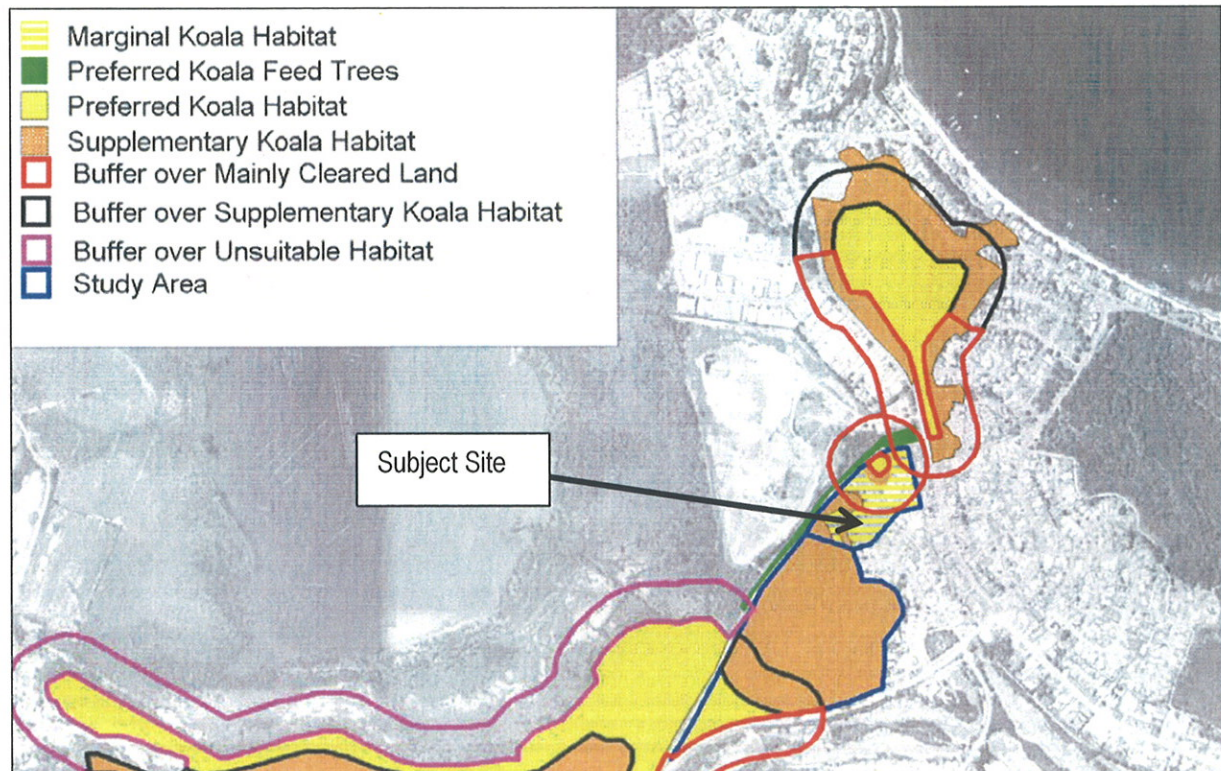 Marginal Koala Habitat
Preferred Koala Feed Trees
Preferred Koala Habitat
Supplementary Koala Habitat
Buffer over Mainly Cleared Land
Buffer over Supplementary Koala Habitat
Buffer over Unsuitable Habitat
Study Area
Subject Site